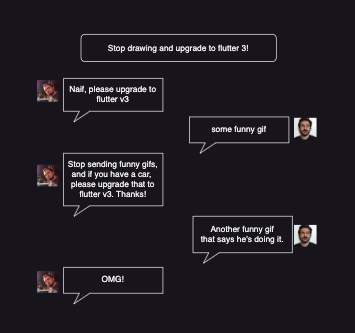 Stop drawing and upgrade to flutter 3!
Naif, please upgrade to
flutter v3
some funny gif
Stop sending funny gifs,
and if you have a car,
please upgrade that to
flutter v3. Thanks!
Another funny gif
that says he's doing it.
OMG!